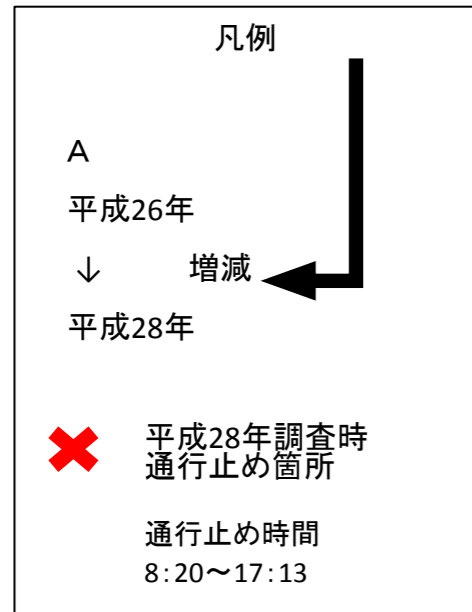 凡例
A
平成26年
↓ 増減
平成28年
平成28年調査時
通行止め箇所
通行止め時間
8:20～17:13